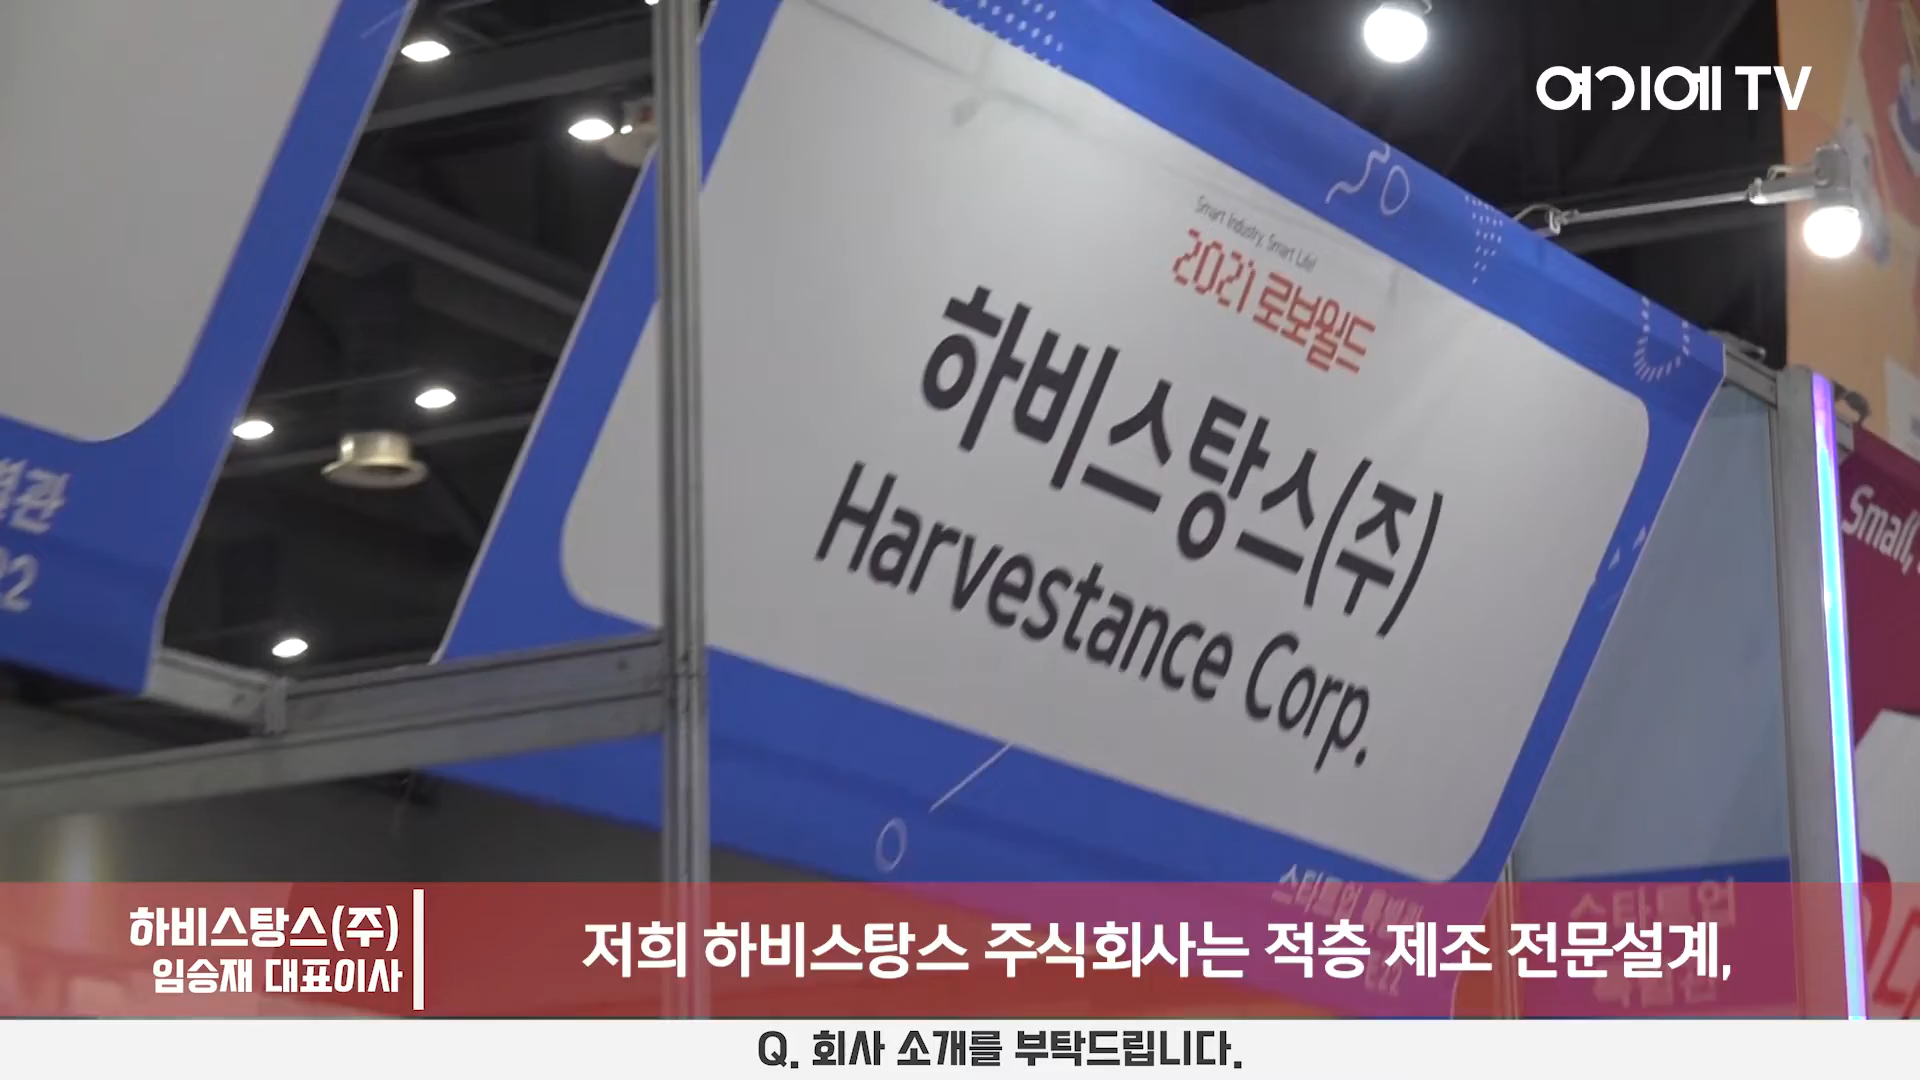 여기예 TV
Smart Industry, Smart Life!
2021 로보월드
하비스탕스(주)
Harvestance Corp.
Small,
하비스탕스(주)
임승재 대표이사
저희 하비스탕스 주식회사는 적층 제조 전문설계,
Q. 회사 소개를 부탁드립니다.